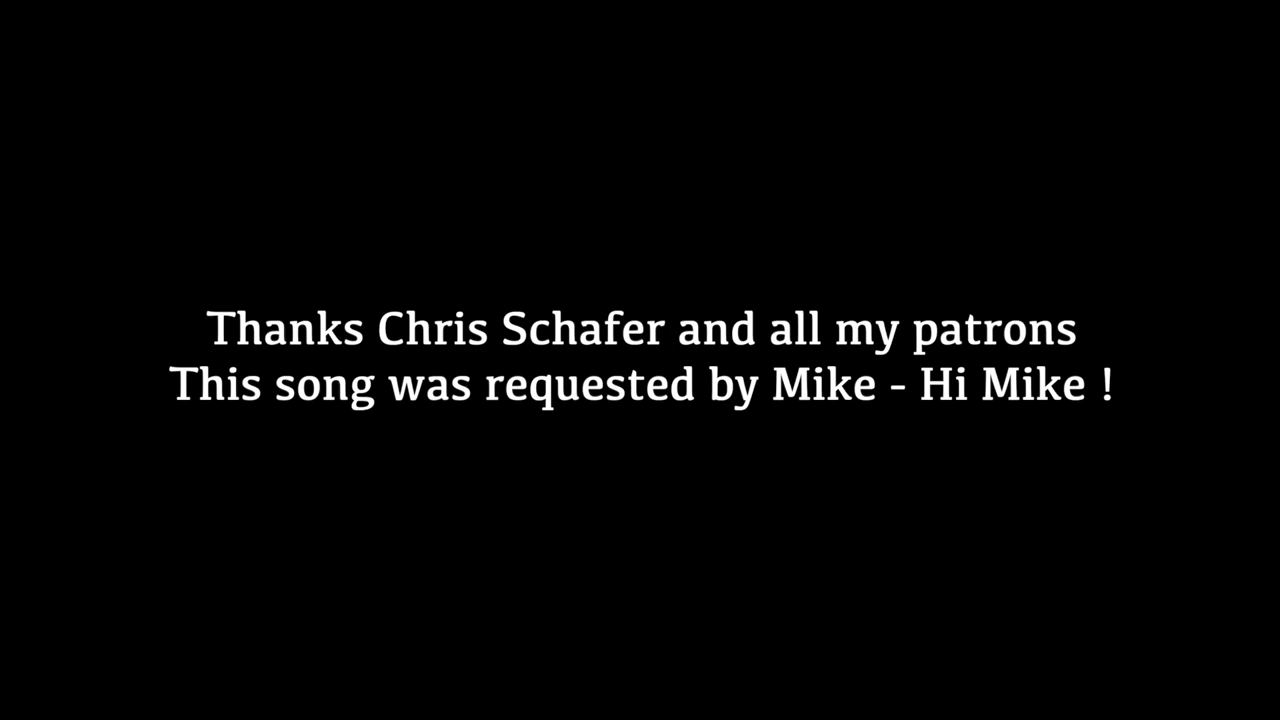 Thanks Chris Schafer and all my patrons
This song was requested by Mike - Hi Mike !